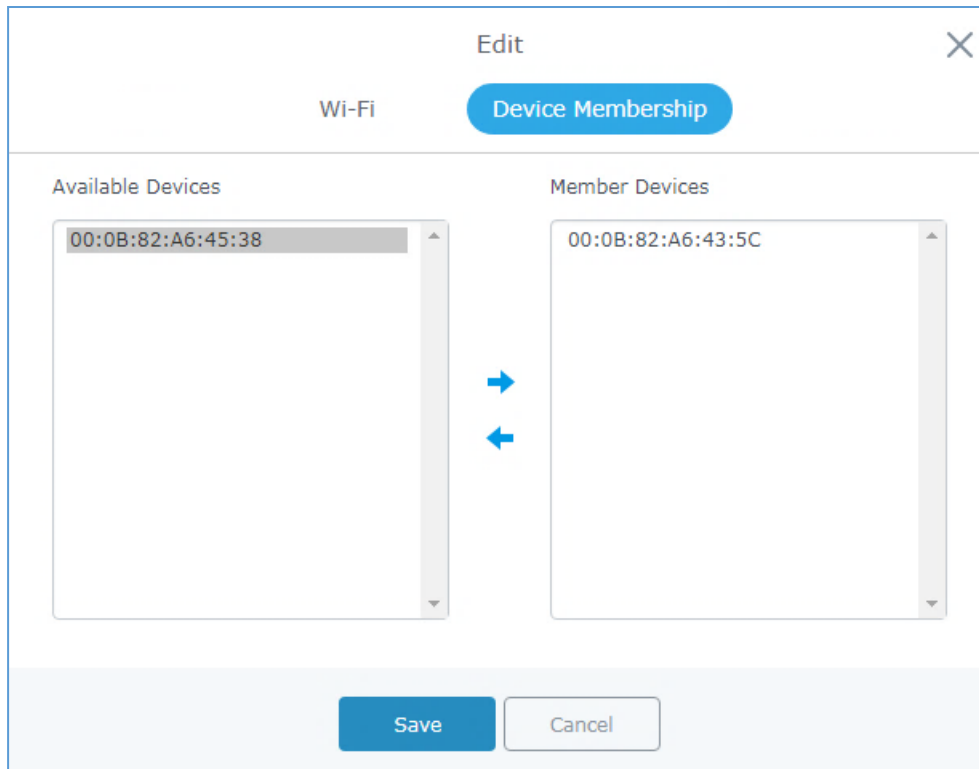 Edit
Wi-Fi
Device Membership
Available Devices
Member Devices
00:0B:82:A6:45:38
00:0B:82:A6:43:5C
Save
Cancel